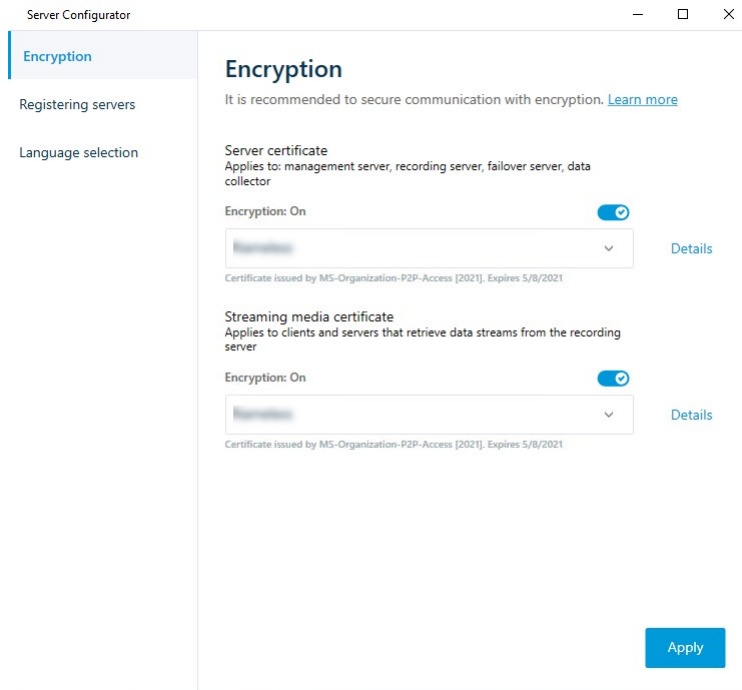 Server Configurator
Encryption
Registering servers
Language selection
Encryption
It is recommended to secure communication with encryption. Learn more
Server certificate
Applies to: management server, recording server, failover server, data
collector
Encryption: On
Details
Certificate issued by MS-Organization-P2P-Access [2021]. Expires 5/8/2021
Streaming media certificate
Applies to clients and servers that retrieve data streams from the recording
server
Encryption: On
Details
Certificate issued by MS-Organization-P2P-Access [2021]. Expires 5/8/2021
Apply